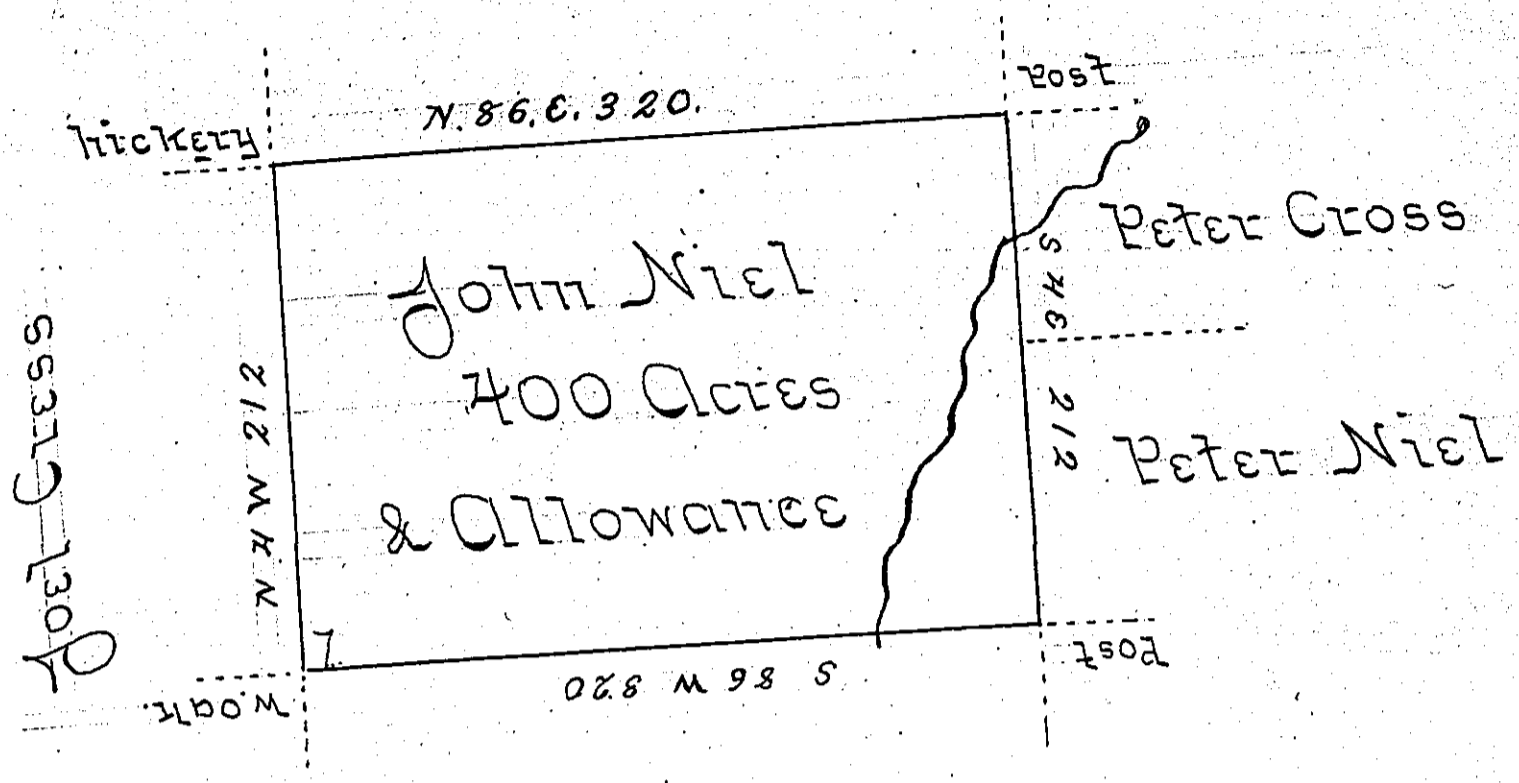 Post
N. 86. E. 320.
hickery
Peter Cross
John Niel
S 4 E 212
400 Acres
Peter Niel
& Allowance
N. 4 W 212
Joel Cress
L.
Post
S 86 W 320
W. Oak.